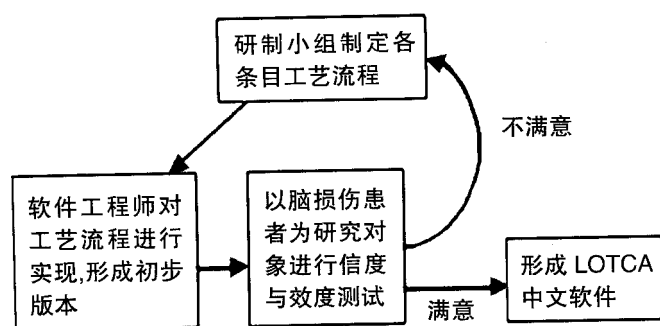 研制小组制定各
条目工艺流程
不满意
软件工程师对
工艺流程进行
实现,形成初步
版本
以脑损伤患
者为研究对
象进行信度
与效度测试
满意
形成 LOTCA
中文软件